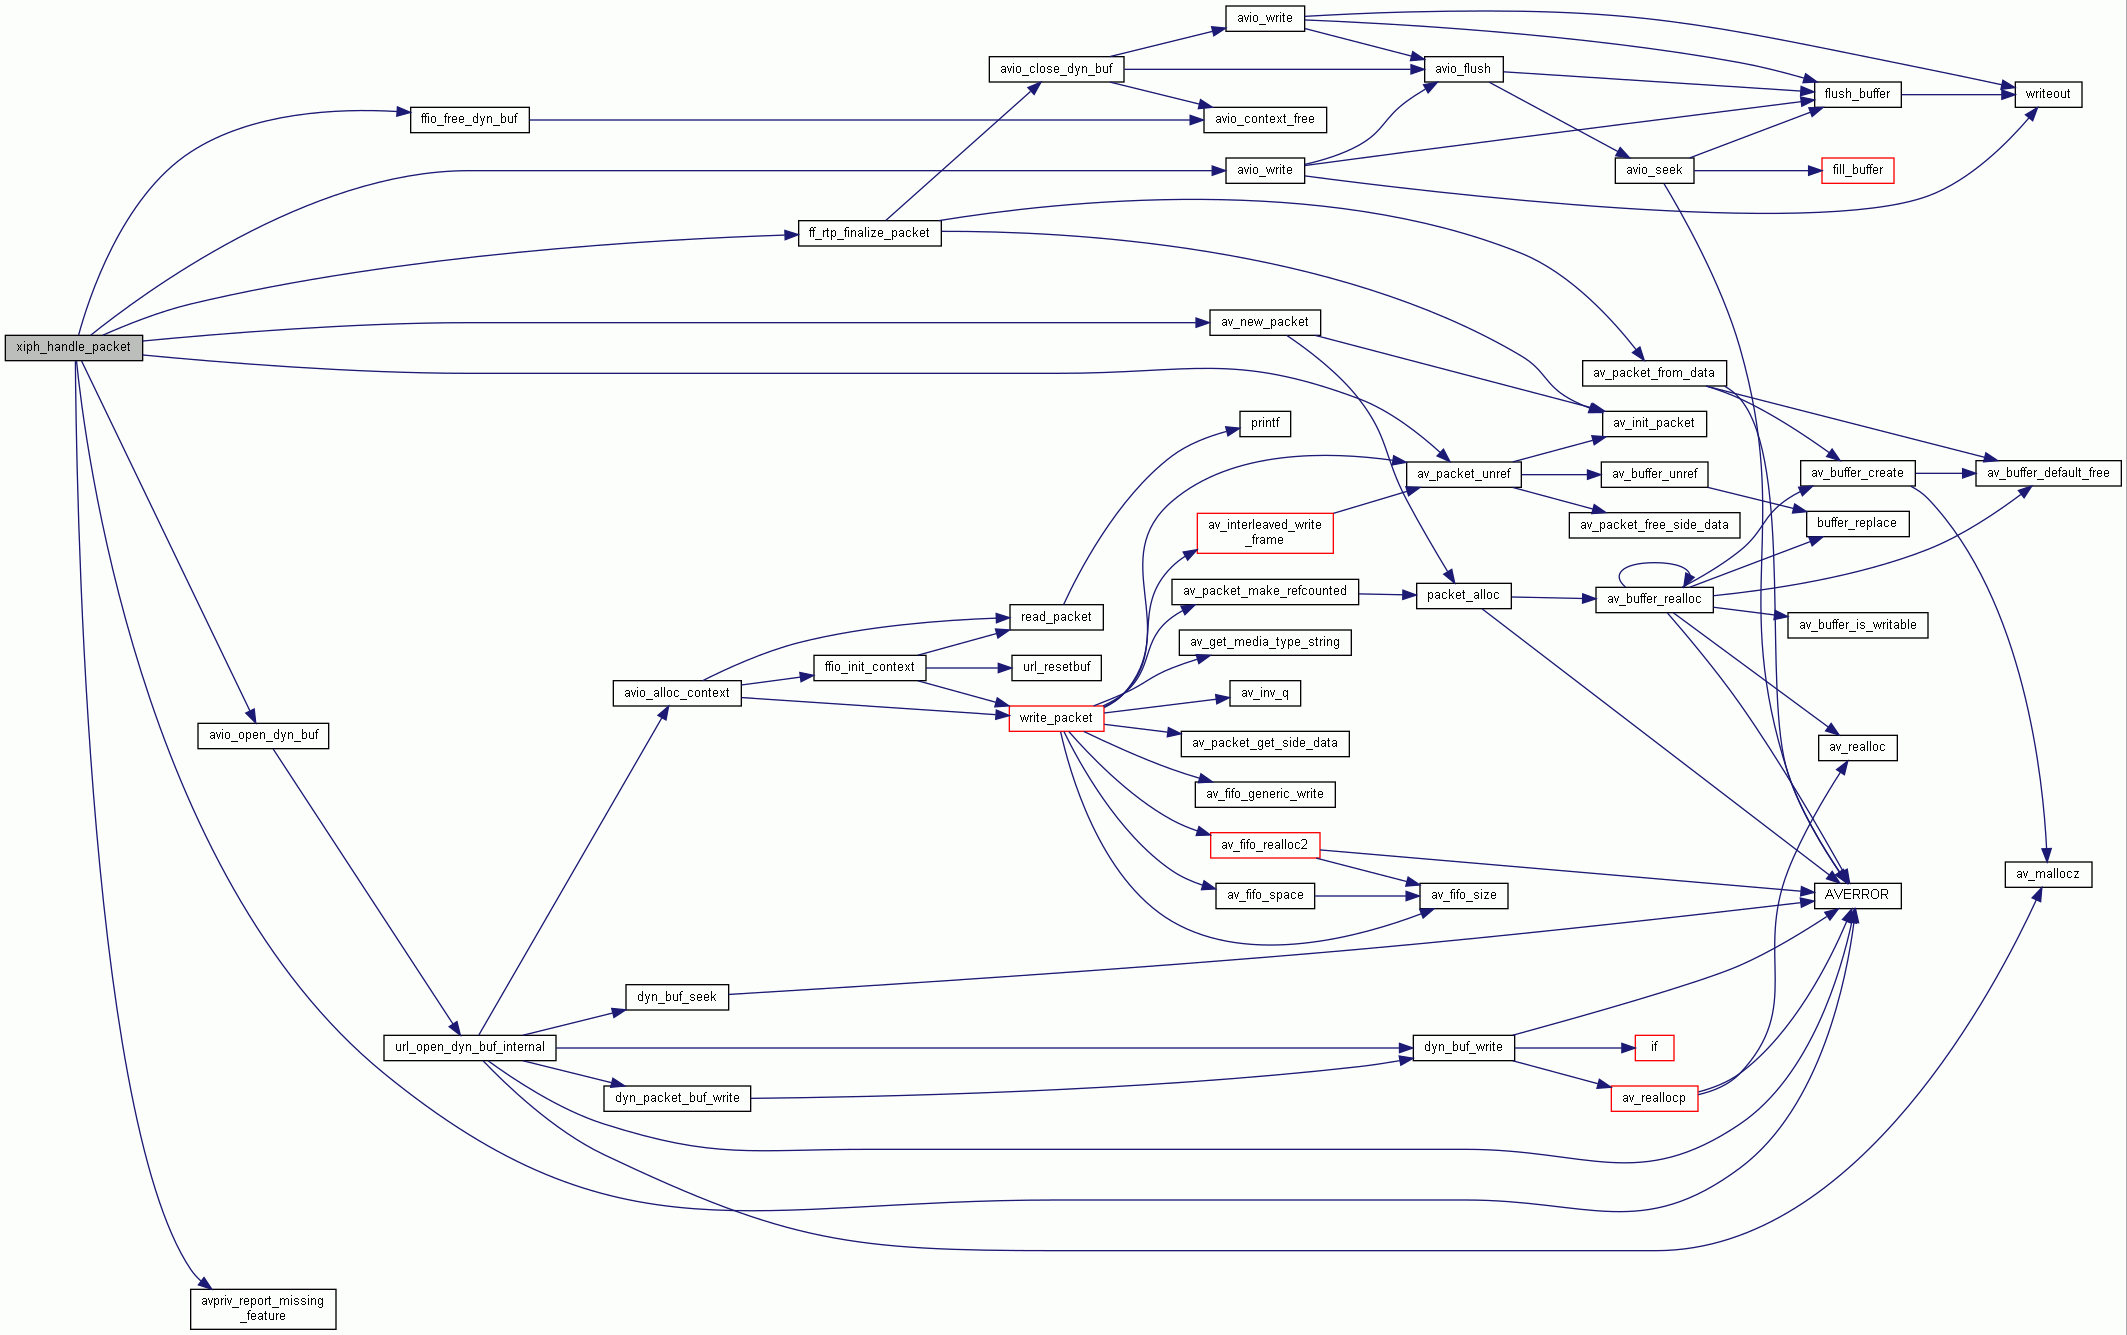 avio_write
avio_close_dyn_buf
avio_flush
flush_buffer
writeout
ffio_free_dyn_buf
avio_context_free
avio_write
avio_seek
fill_buffer
ff_rtp_finalize_packet
av_new_packet
xiph_handle_packet
av_packet_from_data
printf
av_init_packet
av_packet_unref
av_buffer_unref
av_buffer_create
av_buffer_default_free
av_interleaved_write
_frame
av_packet_free_side_data
buffer_replace
av_packet_make_refcounted
packet_alloc
av_buffer_realloc
read_packet
av_buffer_is_writable
av_get_media_type_string
ffio_init_context
url_resetbuf
avio_alloc_context
av_inv_q
write_packet
avio_open_dyn_buf
av_packet_get_side_data
av_realloc
av_fifo_generic_write
av_fifo_realloc2
av_mallocz
av_fifo_space
av_fifo_size
AVERROR
dyn_buf_seek
url_open_dyn_buf_internal
dyn_buf_write
if
dyn_packet_buf_write
av_reallocp
avpriv_report_missing
_feature